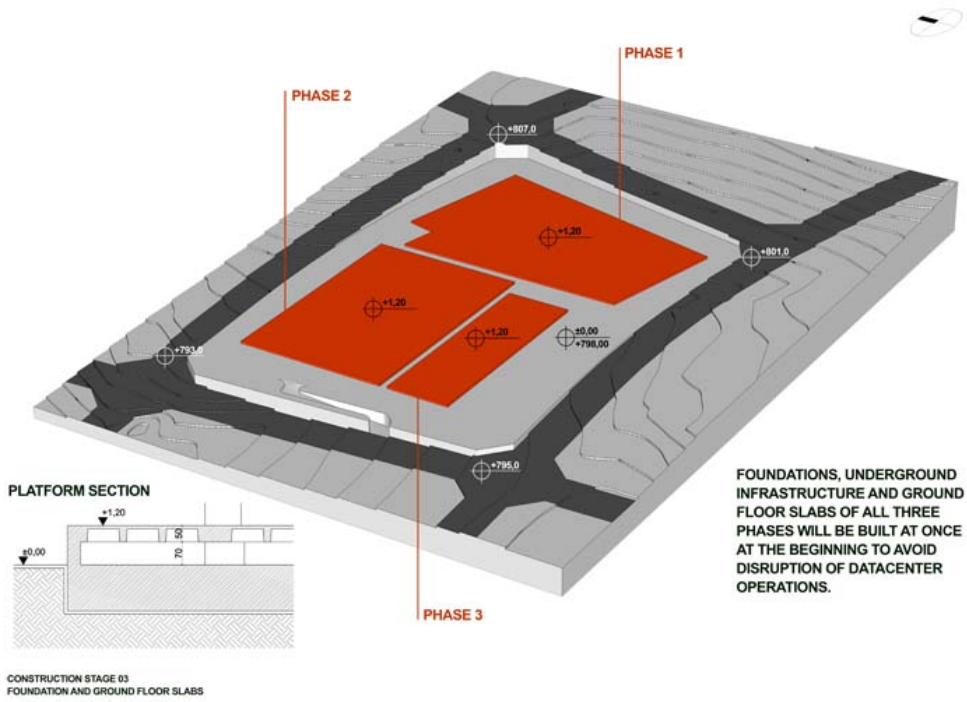 PHASE 1
PHASE 2
+807,0
+1,20
+801,0
+1,20
+1,20
±0,00
+798,00
+793,0
+795,0
PLATFORM SECTION
+1,20
50
±0,00
70
FOUNDATIONS, UNDERGROUND
INFRASTRUCTURE AND GROUND
FLOOR SLABS OF ALL THREE
PHASES WILL BE BUILT AT ONCE
AT THE BEGINNING TO AVOID
DISRUPTION OF DATACENTER
OPERATIONS.
PHASE 3
CONSTRUCTION STAGE 03
FOUNDATION AND GROUND FLOOR SLABS